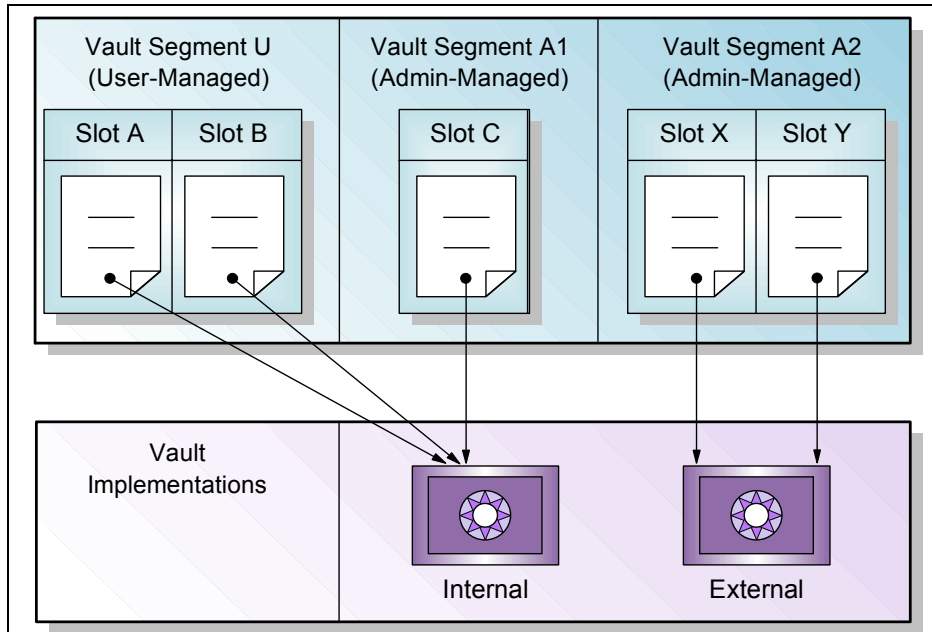 Vault Segment U
(User-Managed)
Vault Segment A1
(Admin-Managed)
Vault Segment A2
(Admin-Managed)
Slot A
Slot B
Slot C
Slot X
Slot Y
Vault
Implementations
Internal
External